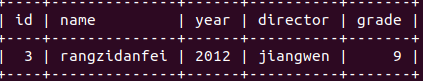 +----+--------------+------+----------+-------+
| id | name         | year | director | grade |
+----+--------------+------+----------+-------+
|  3 | rangzidanfei | 2012 | jiangwen |     9 |
+----+--------------+------+----------+-------+